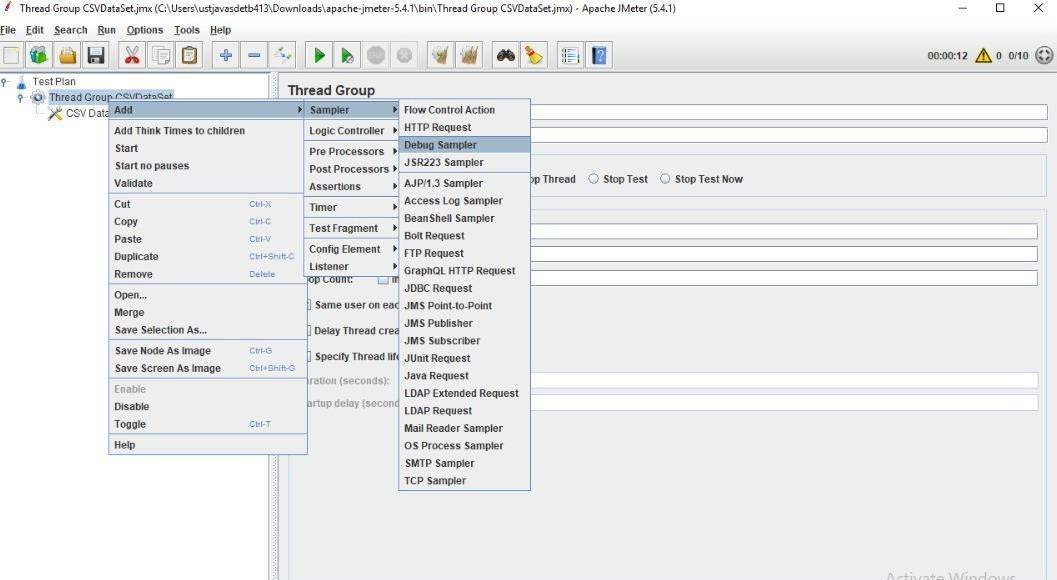 Thread Group CSVDataSet.jmx (C:\Users\ustjavasdetb413\Downloads\apache-jmeter-5.4.1\bin\Thread Group CSVDataSet.jmx) - Apache JMeter (5.4.1)
File Edit Search Run Options Tools Help
00:00:12 0 0/10
Test Plan
Thread Group CSVDataSet
CSV Data
Thread Group
Add
Add Think Times to children
Start
Start no pauses
Validate
Cut Ctrl-X
Copy Ctrl-C
Paste Ctrl-V
Duplicate Ctrl+Shift-C
Remove Delete
Open...
Merge
Save Selection As...
Save Node As Image Ctrl-G
Save Screen As Image Ctrl+Shift-G
Enable
Disable
Toggle Ctrl-T
Help
Sampler
Logic Controller
Pre Processors
Post Processors
Assertions
Timer
Test Fragment
Config Element
Listener
Flow Control Action
HTTP Request
Debug Sampler
JSR223 Sampler
AJP/1.3 Sampler
Access Log Sampler
BeanShell Sampler
Bolt Request
FTP Request
GraphQL HTTP Request
JDBC Request
JMS Point-to-Point
JMS Publisher
JMS Subscriber
JUnit Request
Java Request
LDAP Extended Request
LDAP Request
Mail Reader Sampler
OS Process Sampler
SMTP Sampler
TCP Sampler
op Thread Stop Test Stop Test Now
op Count:
Same user on eac
Delay Thread crea
Specify Thread life
ration (seconds):
artup delay (second
Activate Windows